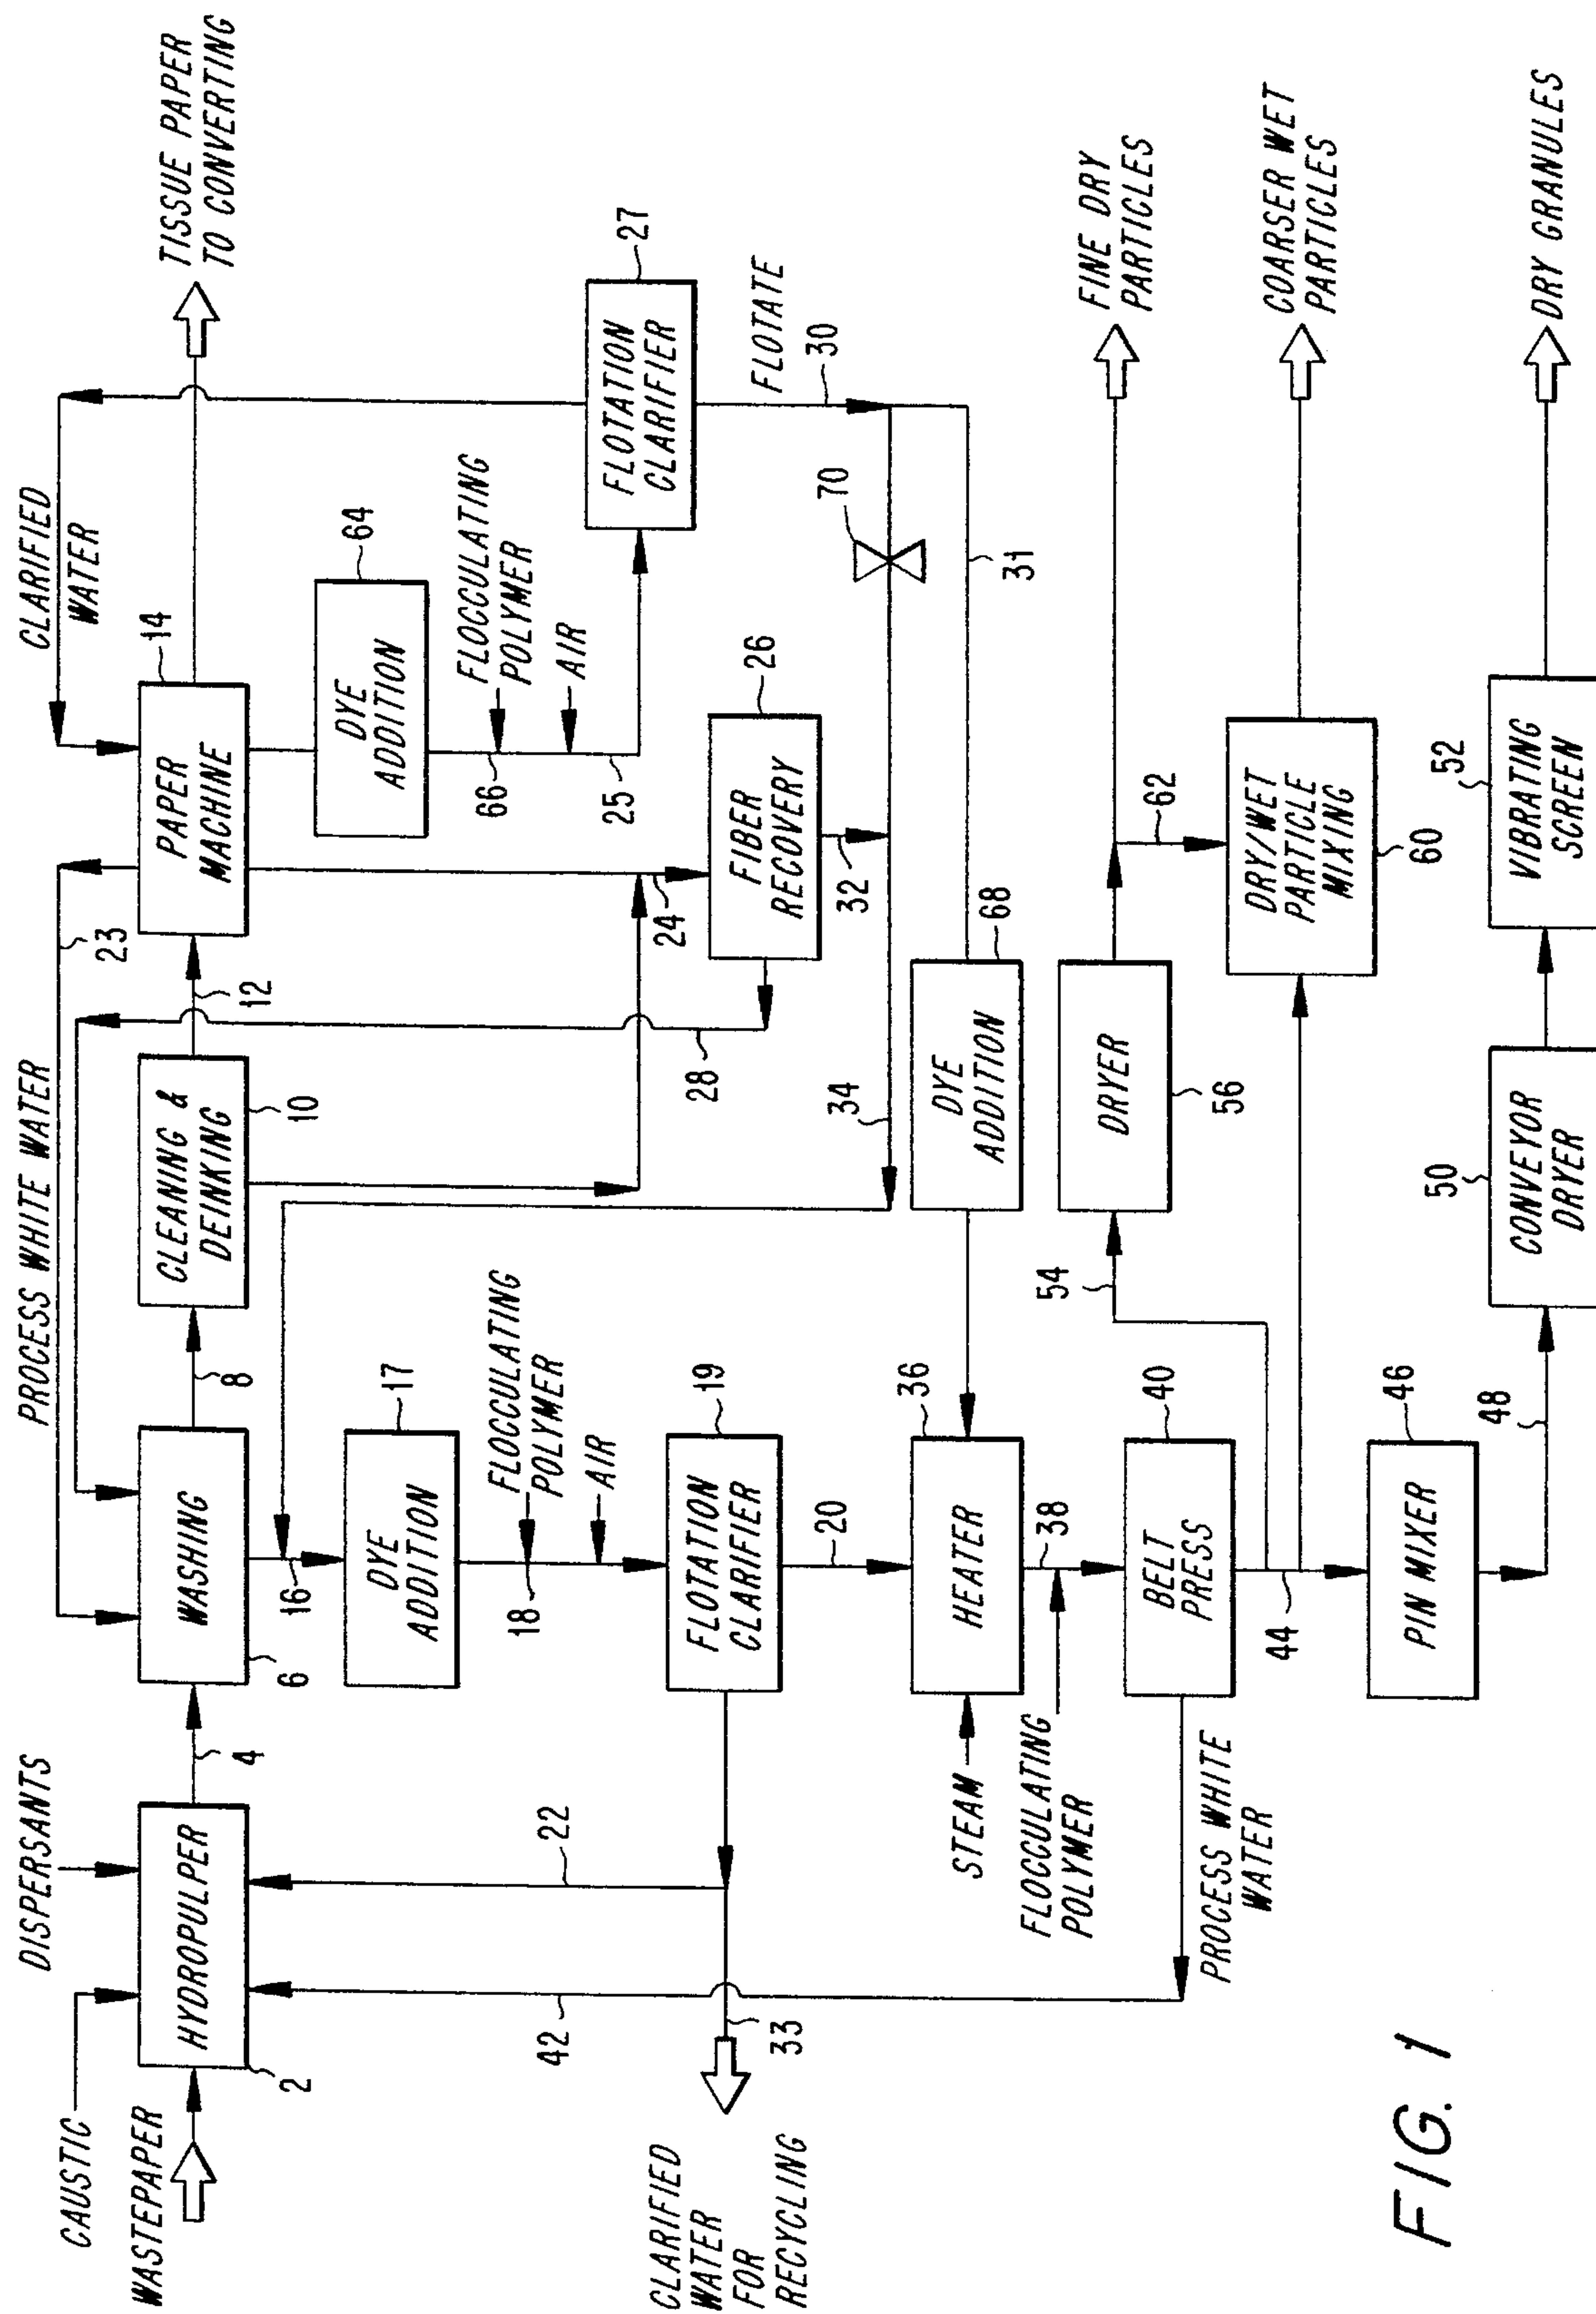 CAUSTIC
DISPERSANTS
PROCESS WHITE WATER
23
CLARIFIED
WATER
WASTEPAPER
HYDROPULPER
2
4
WASHING
6
8
CLEANING &
DEINKING
10
12
PAPER
MACHINE
14
TISSUE PAPER
TO CONVERTING
16
DYE
ADDITION
17
DYE
ADDITION
64
FLOCCULATING
POLYMER
18
AIR
FLOCCULATING
POLYMER
66
AIR
25
22
42
24
28
FIBER
RECOVERY
26
32
FLOTATION
CLARIFIER
27
FLOTATE
30
70
31
34
CLARIFIED
WATER
FOR
RECYCLING
33
FLOTATION
CLARIFIER
19
20
STEAM
HEATER
36
DYE
ADDITION
68
FLOCCULATING
POLYMER
38
BELT
PRESS
40
PROCESS WHITE
WATER
44
54
DRYER
56
FINE DRY
PARTICLES
62
DRY/WET
PARTICLE
MIXING
60
COARSER WET
PARTICLES
PIN MIXER
46
48
CONVEYOR
DRYER
50
VIBRATING
SCREEN
52
DRY GRANULES
FIG. 1